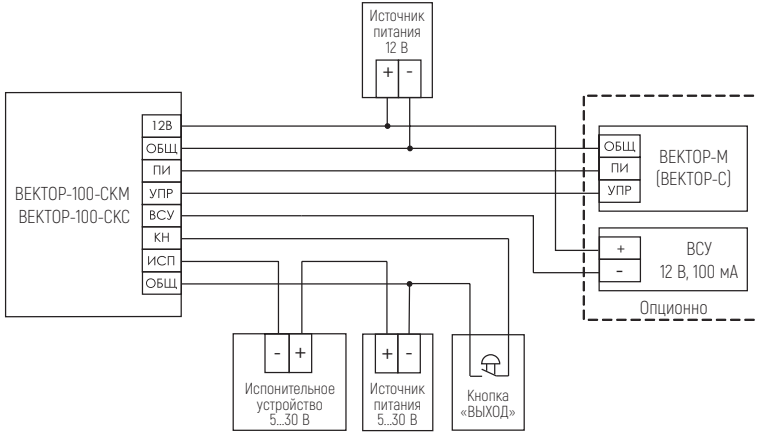 Источник
питания
12 В
+ -
ВЕКТОР-100-СКМ
ВЕКТОР-100-СКС
12В
ОБЩ
ПИ
УПР
ВСУ
КН
ИСП
ОБЩ
ОБЩ
ПИ
УПР
ВЕКТОР-М
(ВЕКТОР-С)
+
-
ВСУ
12 В, 100 мА
Опционно
- +
Испонительное
устройство
5...30 В
+ -
Источник
питания
5...30 В
Кнопка
«ВЫХОД»